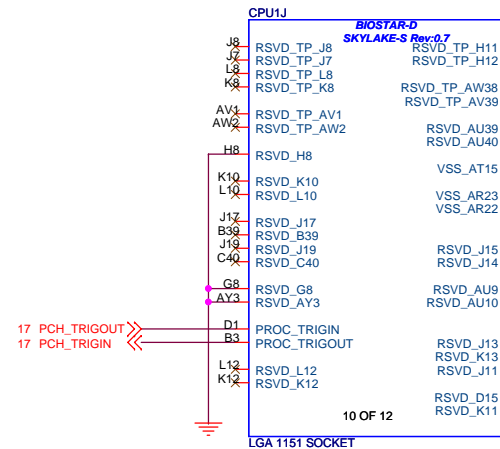 CPU1J
BIOSTAR-D
SKYLAKE-S Rev:0.7
J8 RSVD_TP_J8 RSVD_TP_H11
J7 RSVD_TP_J7 RSVD_TP_H12
L8 RSVD_TP_L8
K8 RSVD_TP_K8 RSVD_TP_AW38
RSVD_TP_AV39
AV1 RSVD_TP_AV1
AW2 RSVD_TP_AW2 RSVD_AU39
RSVD_AU40
H8 RSVD_H8
VSS_AT15
K10 RSVD_K10
L10 RSVD_L10 VSS_AR23
VSS_AR22
J17 RSVD_J17
B39 RSVD_B39
J19 RSVD_J19 RSVD_J15
C40 RSVD_C40 RSVD_J14
G8 RSVD_G8 RSVD_AU9
AY3 RSVD_AY3 RSVD_AU10
17 PCH_TRIGOUT D1 PROC_TRIGIN
17 PCH_TRIGIN B3 PROC_TRIGOUT RSVD_J13
RSVD_K13
L12 RSVD_L12 RSVD_J11
K12 RSVD_K12
RSVD_D15
10 OF 12 RSVD_K11
LGA 1151 SOCKET